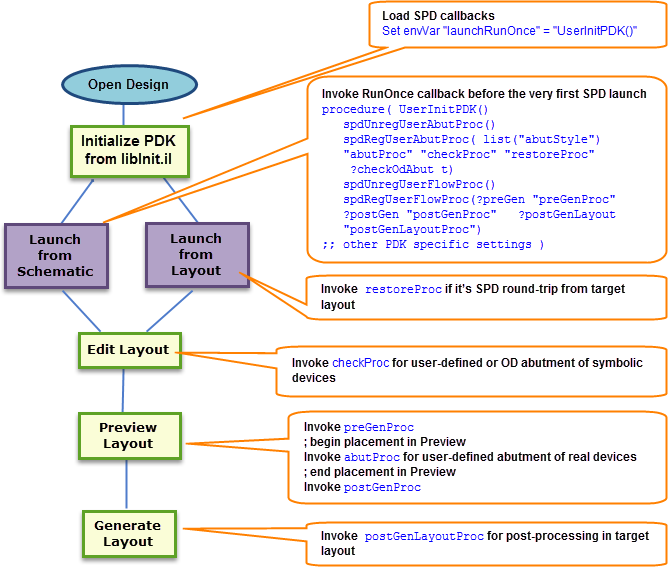 Load SPD callbacks
Set envVar "launchRunOnce" = "UserInitPDK()"
Open Design
Initialize PDK
from libInit.il
Invoke RunOnce callback before the very first SPD launch
procedure( UserInitPDK()
spdUnregUserAbutProc()
spdRegUserAbutProc( list("abutStyle")
"abutProc" "checkProc" "restoreProc"
?checkOdAbut t)
spdUnregUserFlowProc()
spdRegUserFlowProc(?preGen "preGenProc"
?postGen "postGenProc" ?postGenLayout
"postGenLayoutProc")
;; other PDK specific settings )
Launch
from
Schematic
Launch
from
Layout
Invoke restoreProc if it's SPD round-trip from target
layout
Edit Layout
Invoke checkProc for user-defined or OD abutment of symbolic
devices
Preview
Layout
Invoke preGenProc
; begin placement in Preview
Invoke abutProc for user-defined abutment of real devices
; end placement in Preview
Invoke postGenProc
Generate
Layout
Invoke postGenLayoutProc for post-processing in target
layout